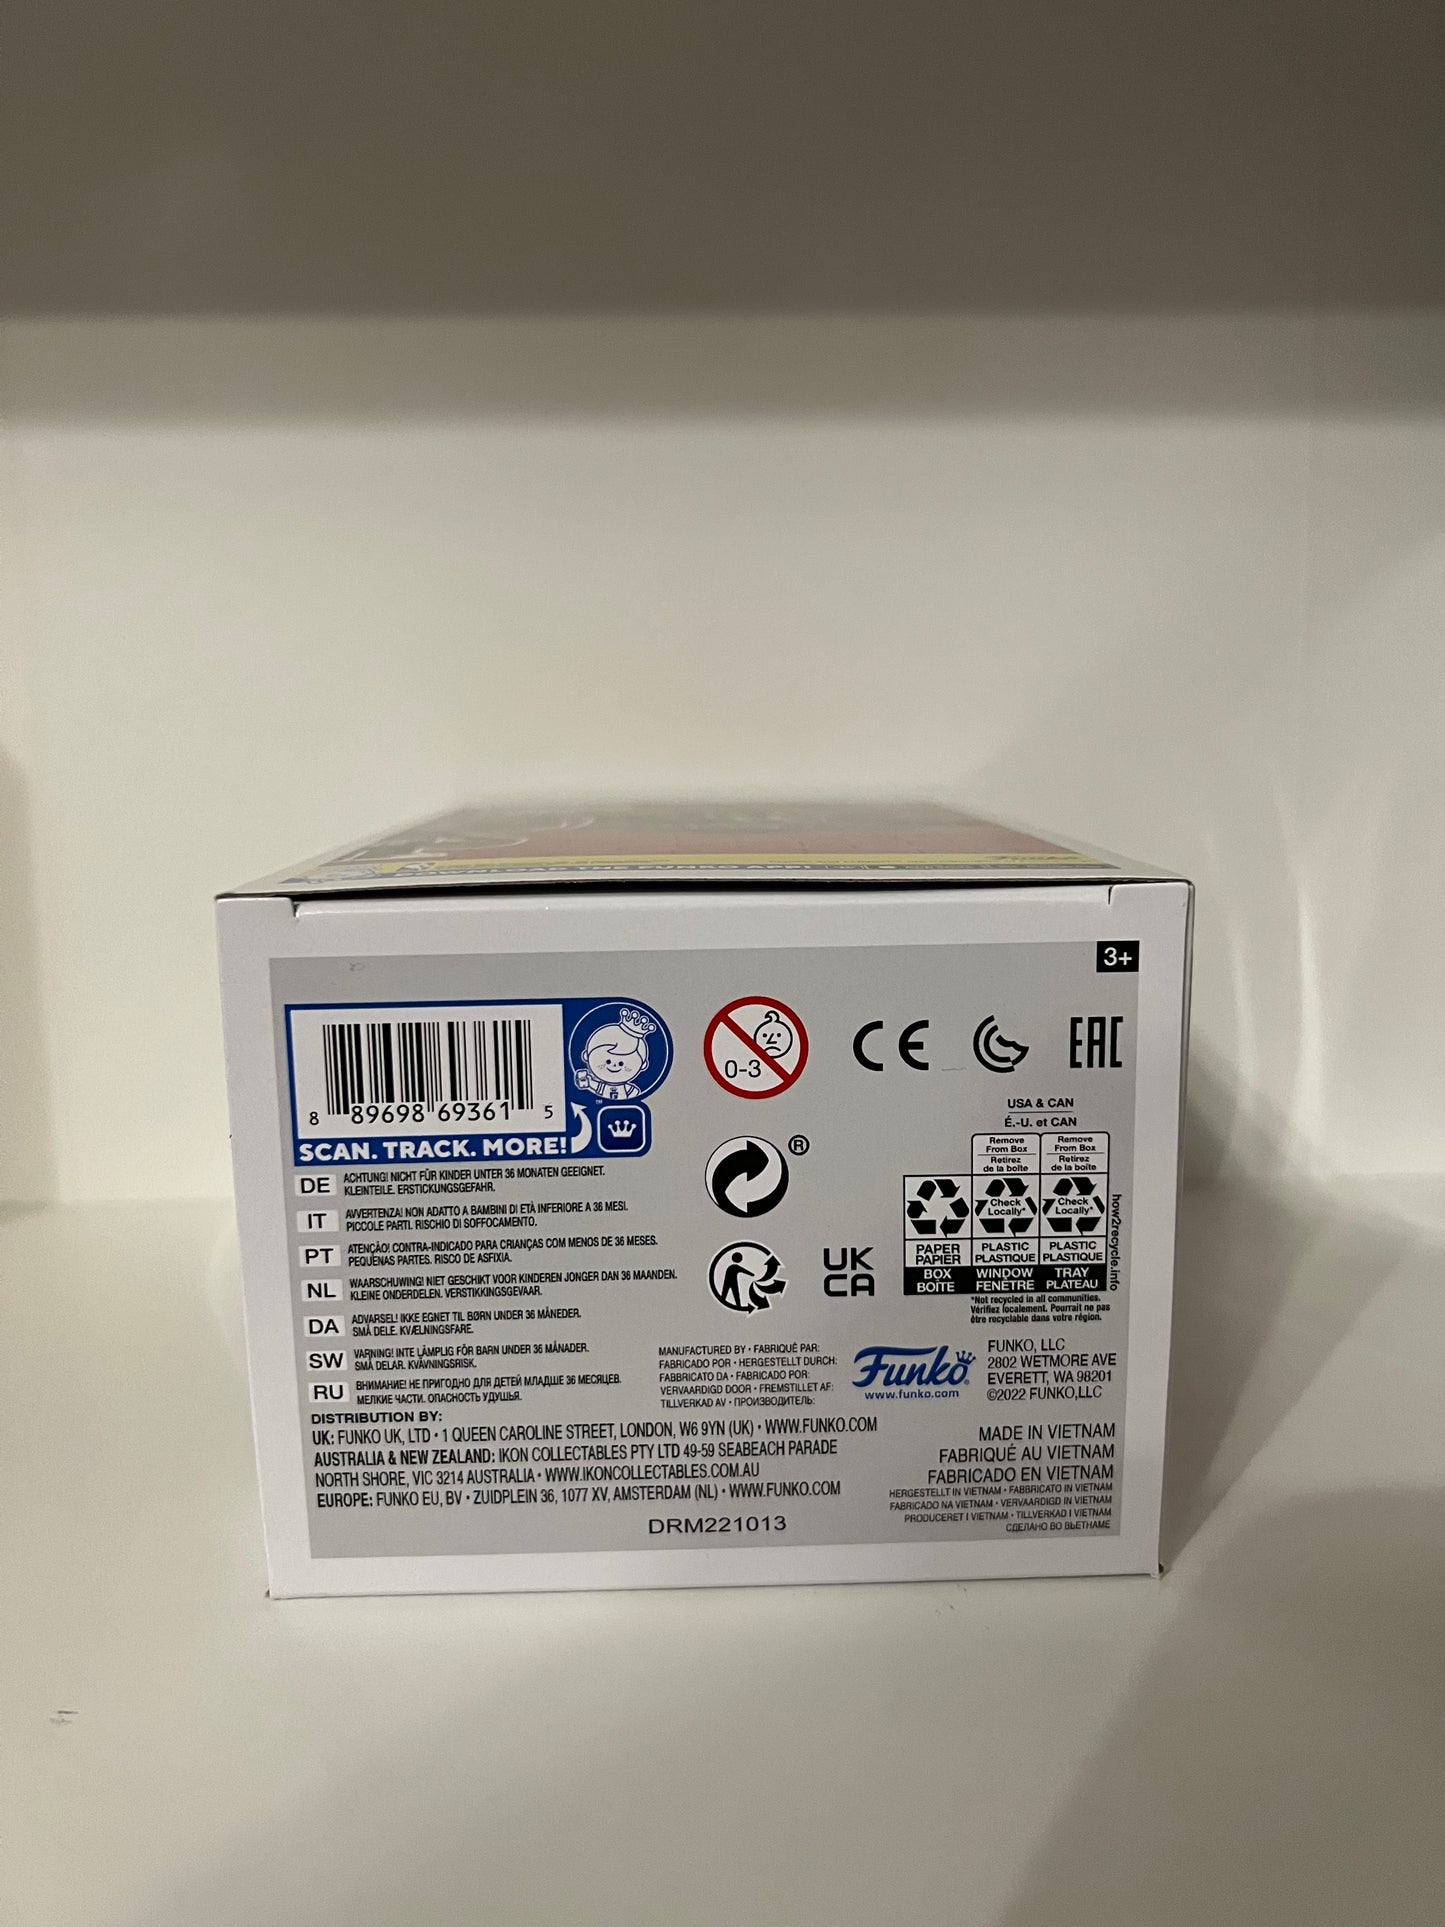 DOWNLOAD THE FUNKO APP!
3+
8 89698 69361 5
™
SCAN. TRACK. MORE!
0-3
CE
EAC
®
UK
CA
USA & CAN
É.-U. et CAN
Remove From Box
Retirez de la boîte
Remove From Box
Retirez de la boîte
Check Locally*
Check Locally*
PAPER
PAPIER
PLASTIC
PLASTIQUE
PLASTIC
PLASTIQUE
BOX
BOÎTE
WINDOW
FENÊTRE
TRAY
PLATEAU
how2recycle.info
*Not recycled in all communities.
Vérifiez localement. Pourrait ne pas
être recyclable dans votre région.
DE ACHTUNG! NICHT FÜR KINDER UNTER 36 MONATEN GEEIGNET.
KLEINTEILE. ERSTICKUNGSGEFAHR.
IT AVVERTENZA! NON ADATTO A BAMBINI DI ETÀ INFERIORE A 36 MESI.
PICCOLE PARTI. RISCHIO DI SOFFOCAMENTO.
PT ATENÇÃO! CONTRA-INDICADO PARA CRIANÇAS COM MENOS DE 36 MESES.
PEQUENAS PARTES. RISCO DE ASFIXIA.
NL WAARSCHUWING! NIET GESCHIKT VOOR KINDEREN JONGER DAN 36 MAANDEN.
KLEINE ONDERDELEN. VERSTIKKINGSGEVAAR.
DA ADVARSEL! IKKE EGNET TIL BØRN UNDER 36 MÅNEDER.
SMÅ DELE. KVÆLNINGSFARE.
SW VARNING! INTE LÄMPLIG FÖR BARN UNDER 36 MÅNADER.
SMÅ DELAR. KVÄVNINGSRISK.
RU ВНИМАНИЕ! НЕ ПРИГОДНО ДЛЯ ДЕТЕЙ МЛАДШЕ 36 МЕСЯЦЕВ.
МЕЛКИЕ ЧАСТИ. ОПАСНОСТЬ УДУШЬЯ.
MANUFACTURED BY • FABRIQUÉ PAR:
FABRICADO POR • HERGESTELLT DURCH:
FABBRICATO DA • FABRICADO POR:
VERVAARDIGD DOOR • FREMSTILLET AF:
TILLVERKAD AV • ПРОИЗВОДИТЕЛЬ:
Funko
www.funko.com
FUNKO, LLC
2802 WETMORE AVE
EVERETT, WA 98201
©2022 FUNKO,LLC
DISTRIBUTION BY:
UK: FUNKO UK, LTD • 1 QUEEN CAROLINE STREET, LONDON, W6 9YN (UK) • WWW.FUNKO.COM
AUSTRALIA & NEW ZEALAND: IKON COLLECTABLES PTY LTD 49-59 SEABEACH PARADE
NORTH SHORE, VIC 3214 AUSTRALIA • WWW.IKONCOLLECTABLES.COM.AU
EUROPE: FUNKO EU, BV • ZUIDPLEIN 36, 1077 XV, AMSTERDAM (NL) • WWW.FUNKO.COM
DRM221013
MADE IN VIETNAM
FABRIQUÉ AU VIETNAM
FABRICADO EN VIETNAM
HERGESTELLT IN VIETNAM • FABBRICATO IN VIETNAM
FABRICADO NA VIETNAM • VERVAARDIGD IN VIETNAM
PRODUCERET I VIETNAM • TILLVERKAD I VIETNAM
СДЕЛАНО ВО ВЬЕТНАМЕ